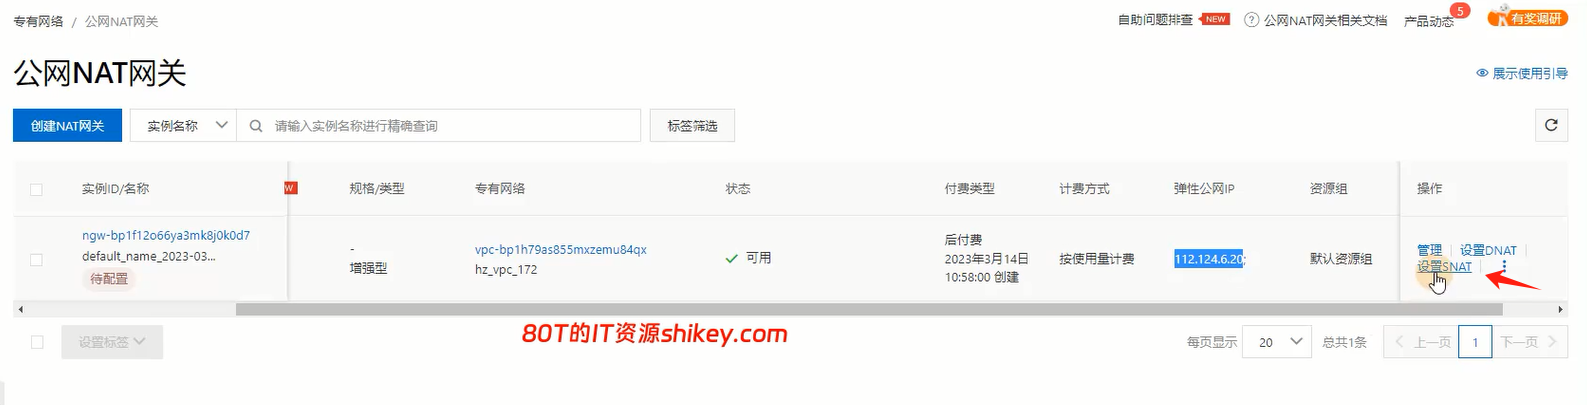 专有网络 / 公网NAT网关
自助问题排查 NEW ? 公网NAT网关相关文档 产品动态 5 有奖调研
公网NAT网关
展示使用引导
创建NAT网关 实例名称 请输入实例名称进行精确查询 标签筛选
实例ID/名称 W 规格/类型 专有网络 状态 付费类型 计费方式 弹性公网IP 资源组 操作
ngw-bp1f12o66ya3mk8j0k0d7
default_name_2023-03...
待配置
-
增强型
vpc-bp1h79as855mxzemu84qx
hz_vpc_172
可用
后付费
2023年3月14日
10:58:00 创建
按使用量计费
112.124.6.20
默认资源组
管理 设置DNAT
设置SNAT
80T的IT资源shikey.com
设置标签 每页显示 20 总共1条 上一页 1 下一页